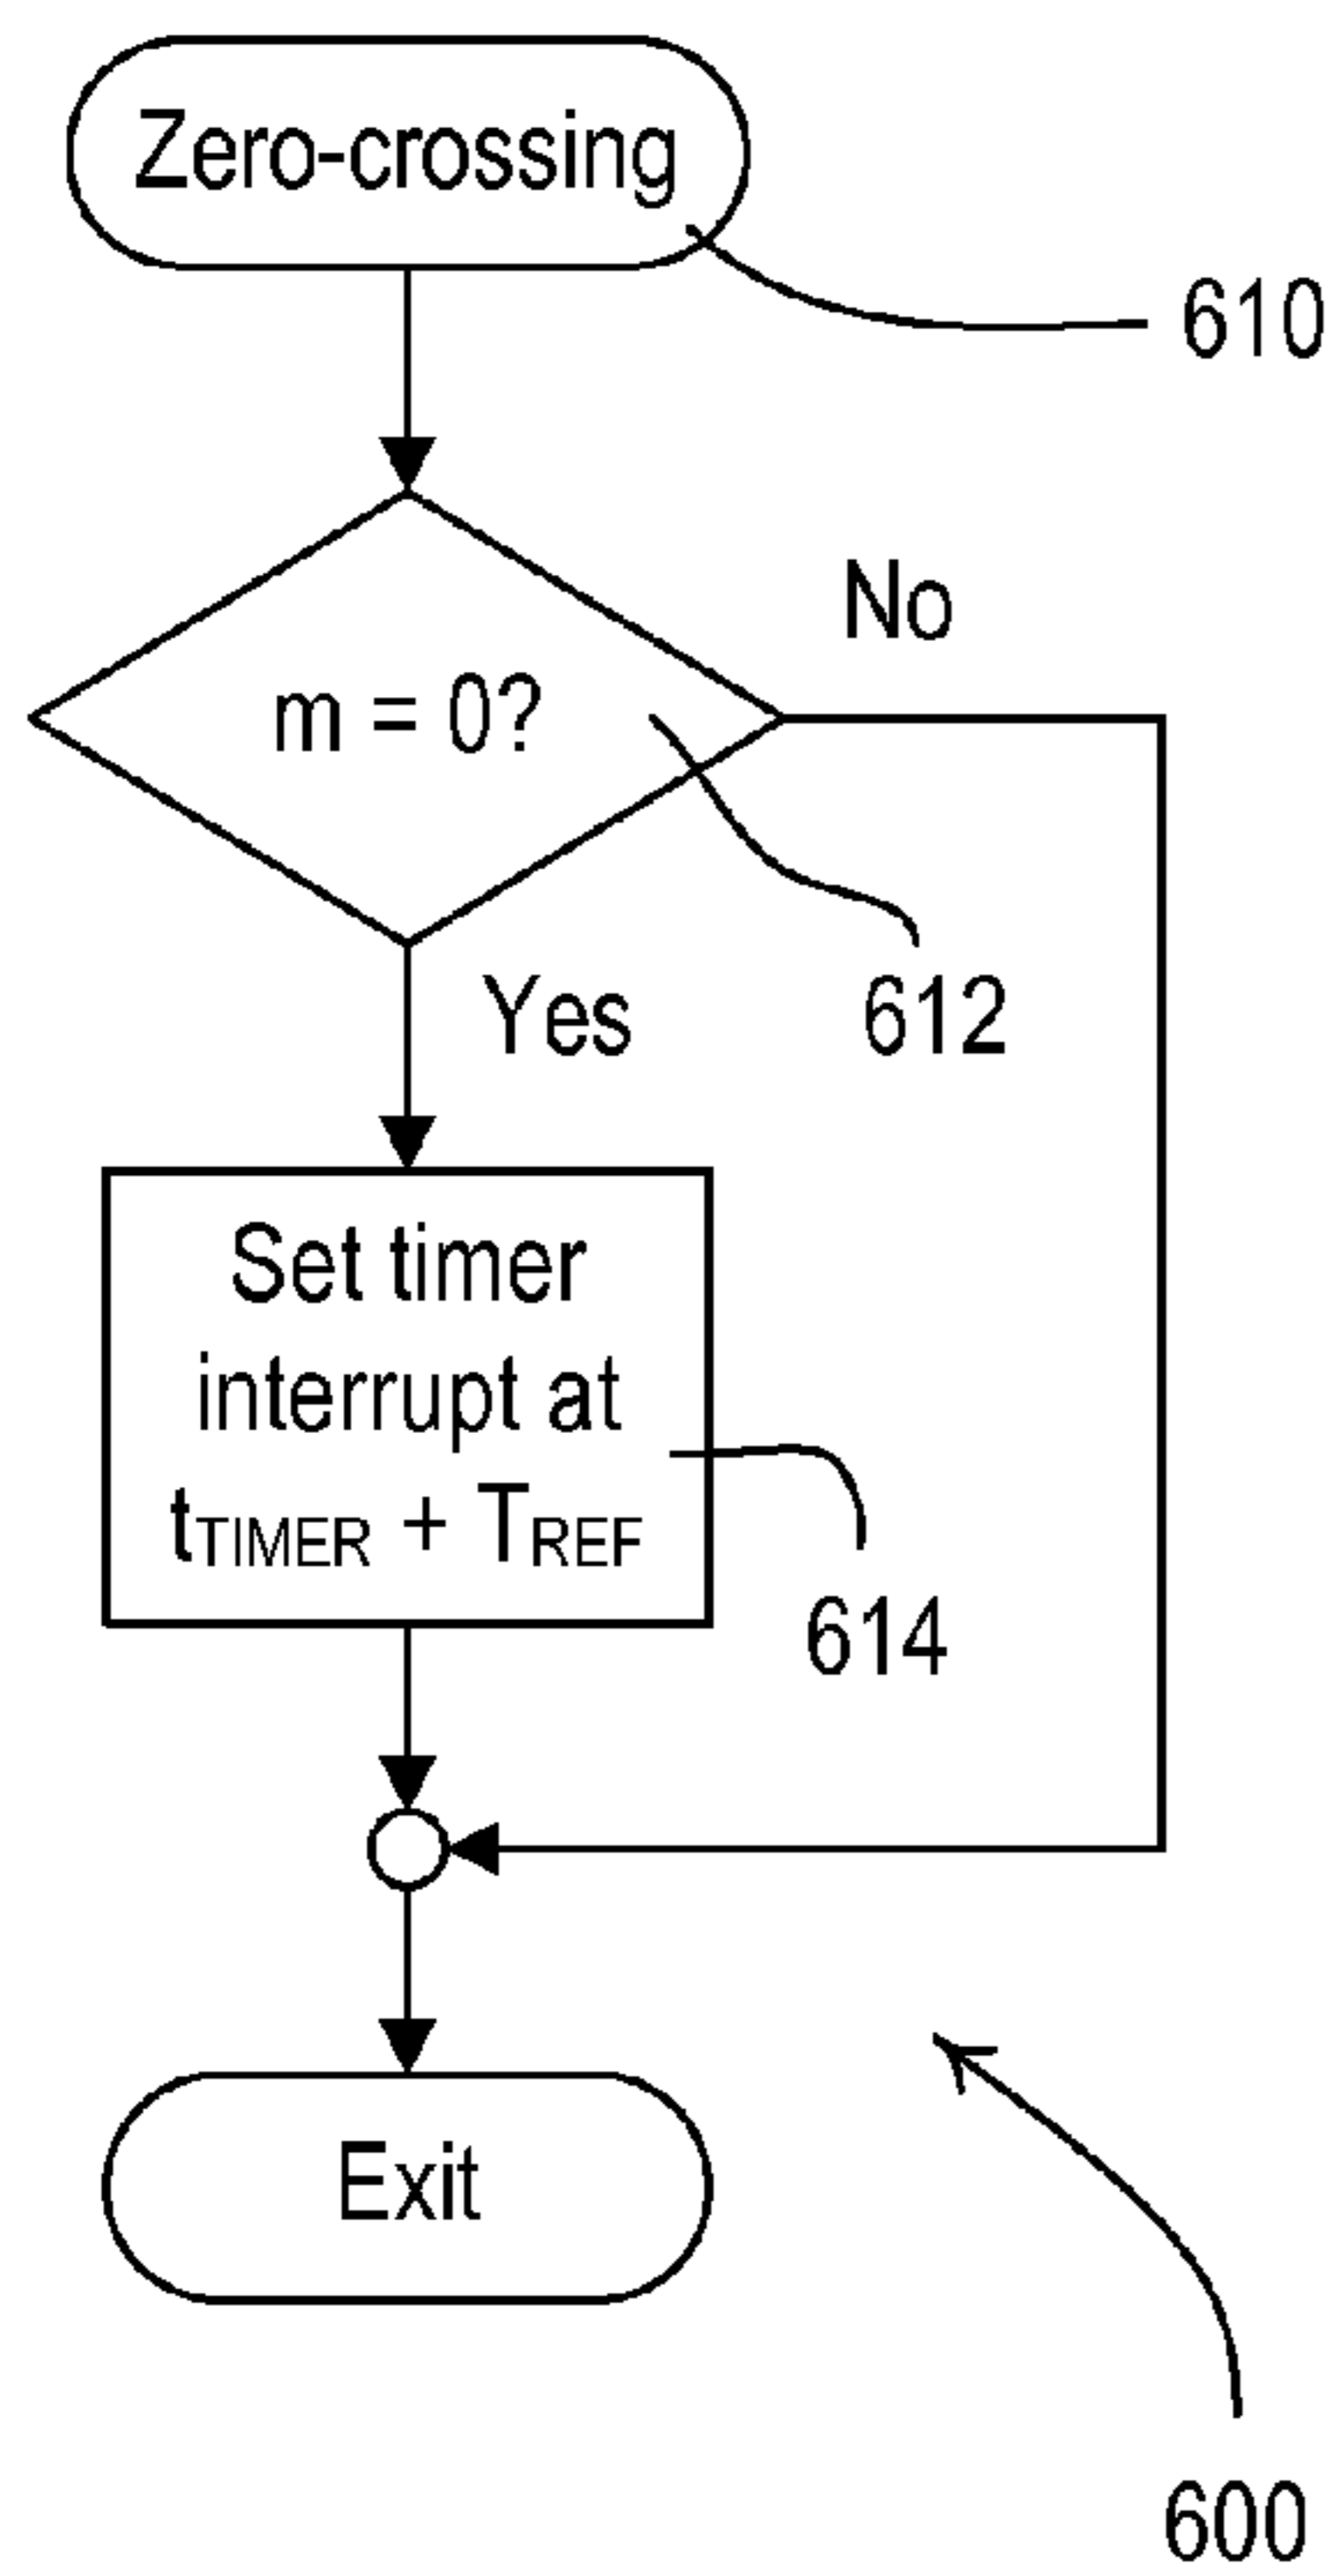 Zero-crossing
610
No
m = 0?
Yes
612
Set timer
interrupt at
tTIMER + TREF
614
Exit
600